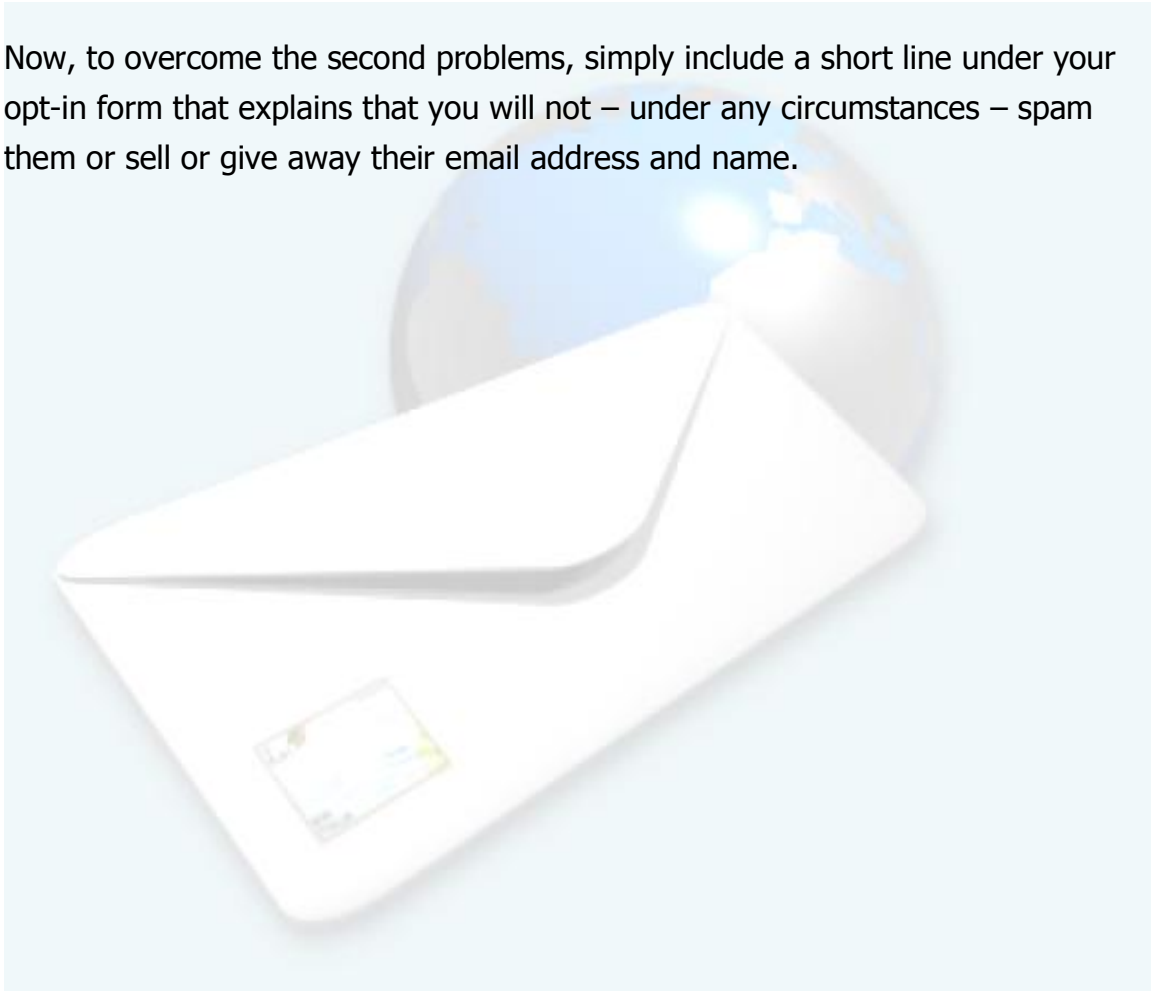 Now, to overcome the second problems, simply include a short line under your
opt-in form that explains that you will not – under any circumstances – spam
them or sell or give away their email address and name.